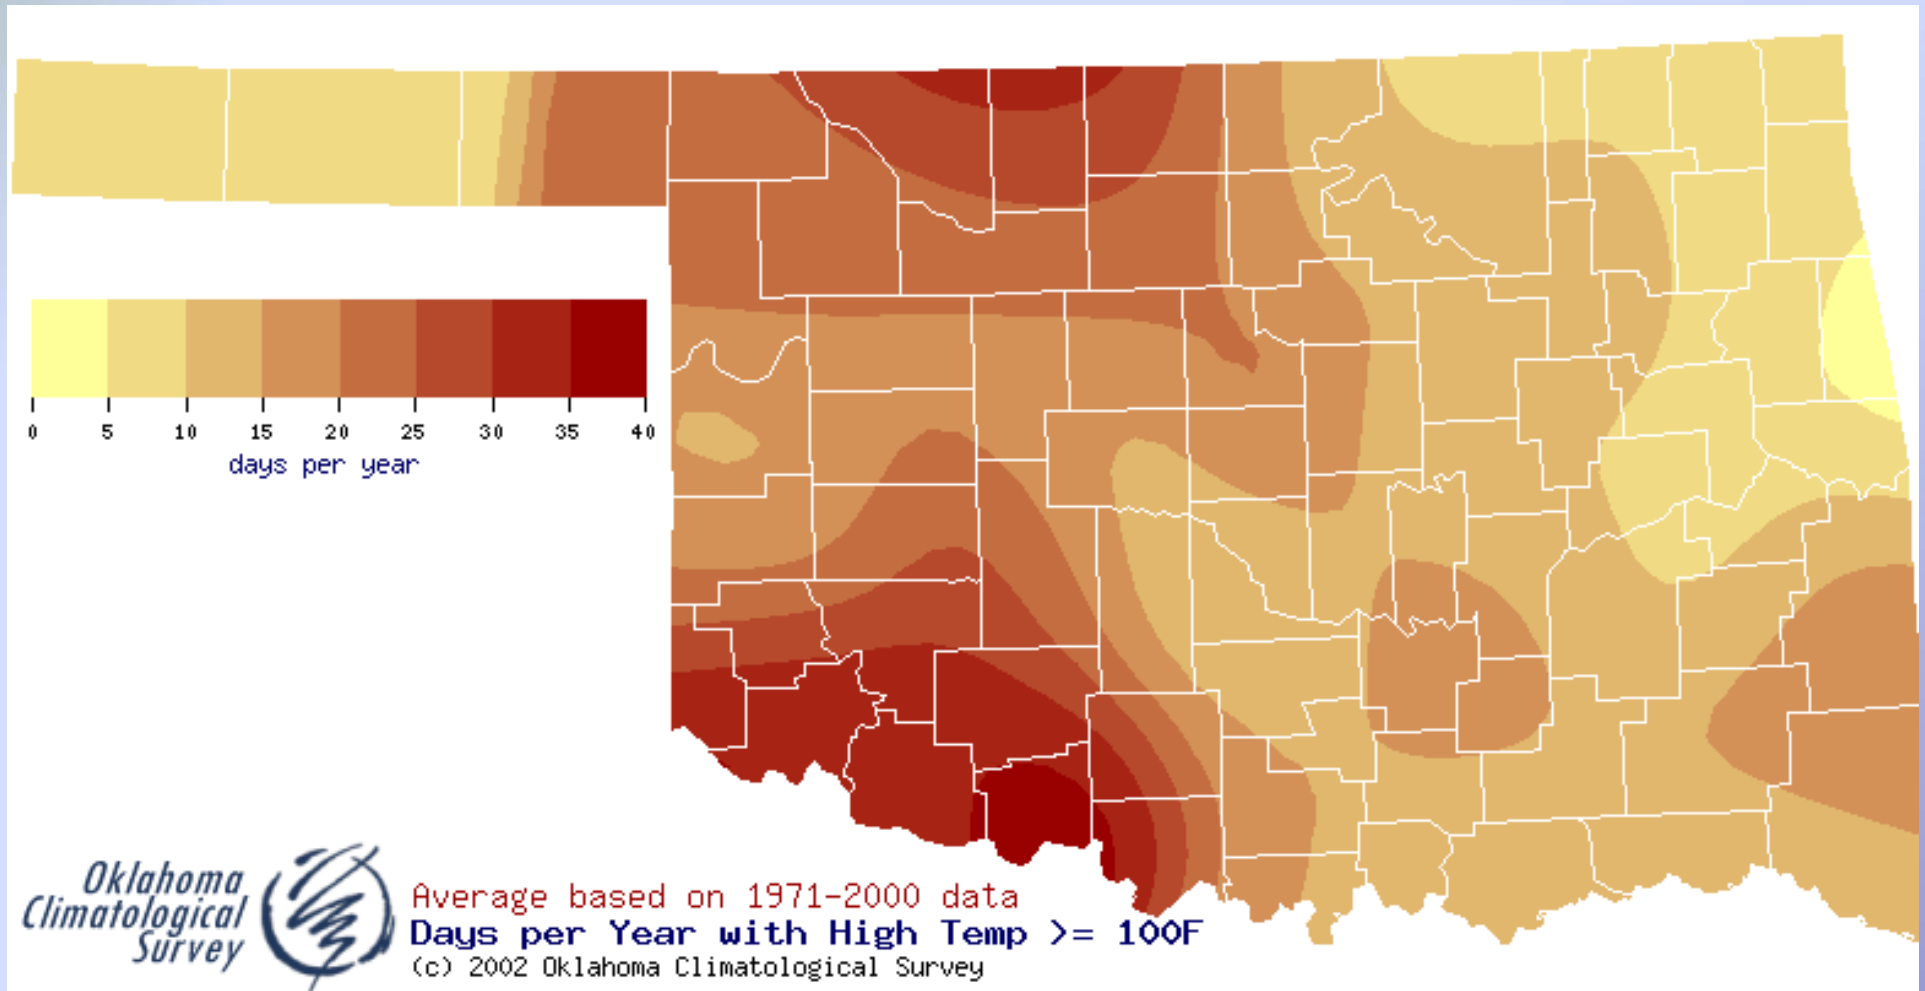 0 5 10 15 20 25 30 35 40
days per year
Oklahoma
Climatological
Survey
Average based on 1971-2000 data
Days per Year with High Temp >= 100F
(c) 2002 Oklahoma Climatological Survey